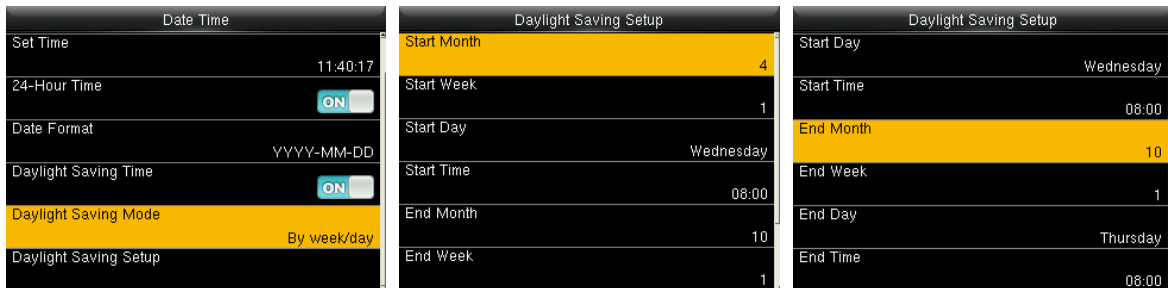 Date Time
Set Time
11:40:17
24-Hour Time
ON
Date Format
YYYY-MM-DD
Daylight Saving Time
ON
Daylight Saving Mode
By week/day
Daylight Saving Setup
Daylight Saving Setup
Start Month
4
Start Week
1
Start Day
Wednesday
Start Time
08:00
End Month
10
End Week
1
Daylight Saving Setup
Start Day
Wednesday
Start Time
08:00
End Month
10
End Week
1
End Day
Thursday
End Time
08:00